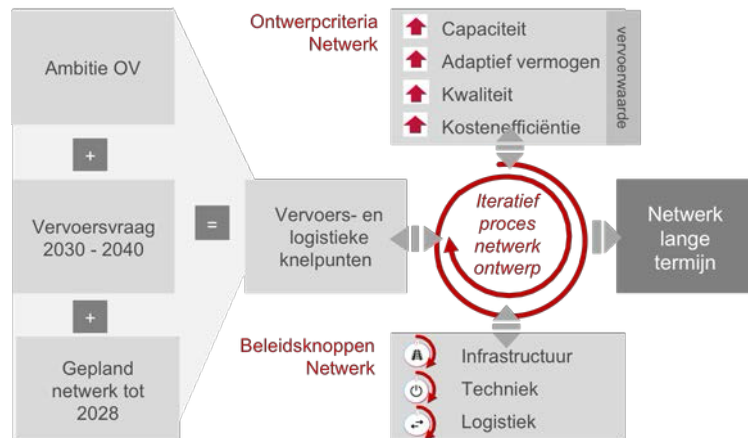 Ambitie OV
+
Vervoersvraag
2030 - 2040
+
Gepland
netwerk tot
2028
=
Vervoers- en
logistieke
knelpunten
Ontwerpcriteria
Netwerk
Capaciteit
Adaptief vermogen
Kwaliteit
Kostenefficiëntie
vervoerwaarde
Iteratief
proces
netwerk
ontwerp
Beleidsknoppen
Netwerk
Infrastructuur
Techniek
Logistiek
Netwerk
lange
termijn